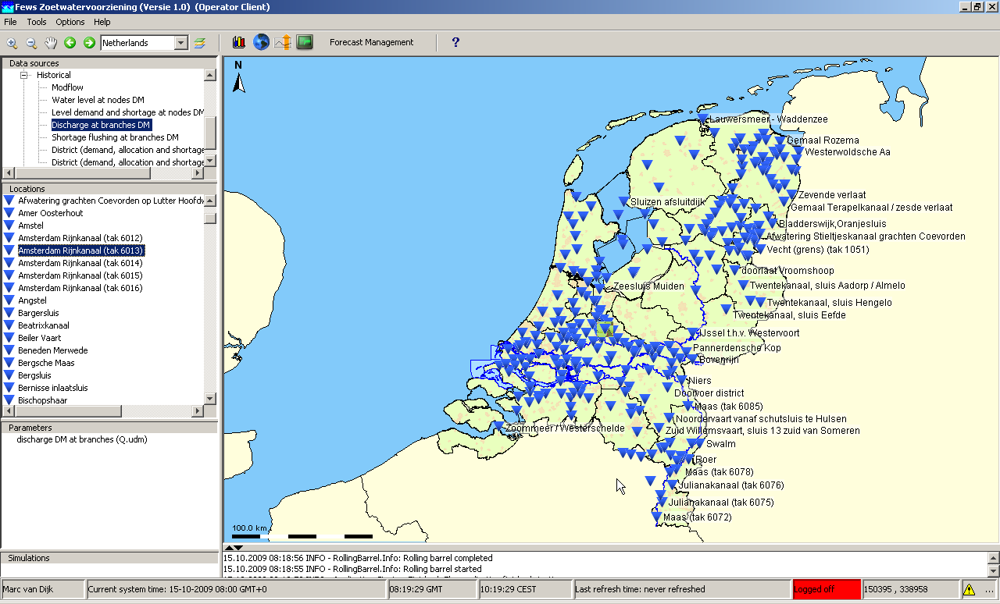 Fews Zoetwatervoorziening (Versie 1.0) (Operator Client)
File Tools Options Help
Netherlands
Forecast Management
?
Data sources
Historical
Modflow
Water level at nodes DM
Level demand and shortage at nodes DM
Discharge at branches DM
Shortage flushing at branches DM
District (demand, allocation and shortage
District (demand, allocation and shortage
Locations
Afwatering grachten Coevorden op Lutter Hoofdw
Amer Oosterhout
Amstel
Amsterdam Rijnkanaal (tak 6012)
Amsterdam Rijnkanaal (tak 6013)
Amsterdam Rijnkanaal (tak 6014)
Amsterdam Rijnkanaal (tak 6015)
Amsterdam Rijnkanaal (tak 6016)
Angstel
Bargersluis
Beatrixkanaal
Beiler Vaart
Beneden Merwede
Bergsche Maas
Bergsluis
Bernisse inlaatsluis
Bischopshaar
Parameters
discharge DM at branches (Q.udm)
Simulations
N
Lauwersmeer - Waddenzee
Gemaal Rozema
Westerwoldsche Aa
Zevende verlaat
Sluizen afsluitdijk
Gemaal Terapelkanaal / zesde verlaat
Bladderswijk,Oranjesluis
Afwatering Stieltjeskanaal grachten Coevorden
Vecht (grens) (tak 1051)
doorlaat Vroomshoop
Zeesluis Muiden
Twentekanaal, sluis Aadorp / Almelo
Twentekanaal, sluis Hengelo
Twentekanaal, sluis Eefde
IJssel t.h.v. Westervoort
Pannerdensche Kop
Bovenrijn
Niers
Doorvoer district
Maas (tak 6085)
Noordervaart vanaf schutsluis te Hulsen
Zoommeer / Westerschelde
Zuid Willemsvaart, sluis 13 zuid van Someren
Swalm
Roer
Maas (tak 6078)
Julianakanaal (tak 6076)
Julianakanaal (tak 6075)
Maas (tak 6072)
100.0 km
15.10.2009 08:18:56 INFO - RollingBarrel.Info: Rolling barrel completed
15.10.2009 08:18:55 INFO - RollingBarrel.Info: Rolling barrel started
Marc van Dijk
Current system time: 15-10-2009 08:00 GMT+0
08:19:29 GMT
10:19:29 CEST
Last refresh time: never refreshed
Logged off
150395 , 338958
...